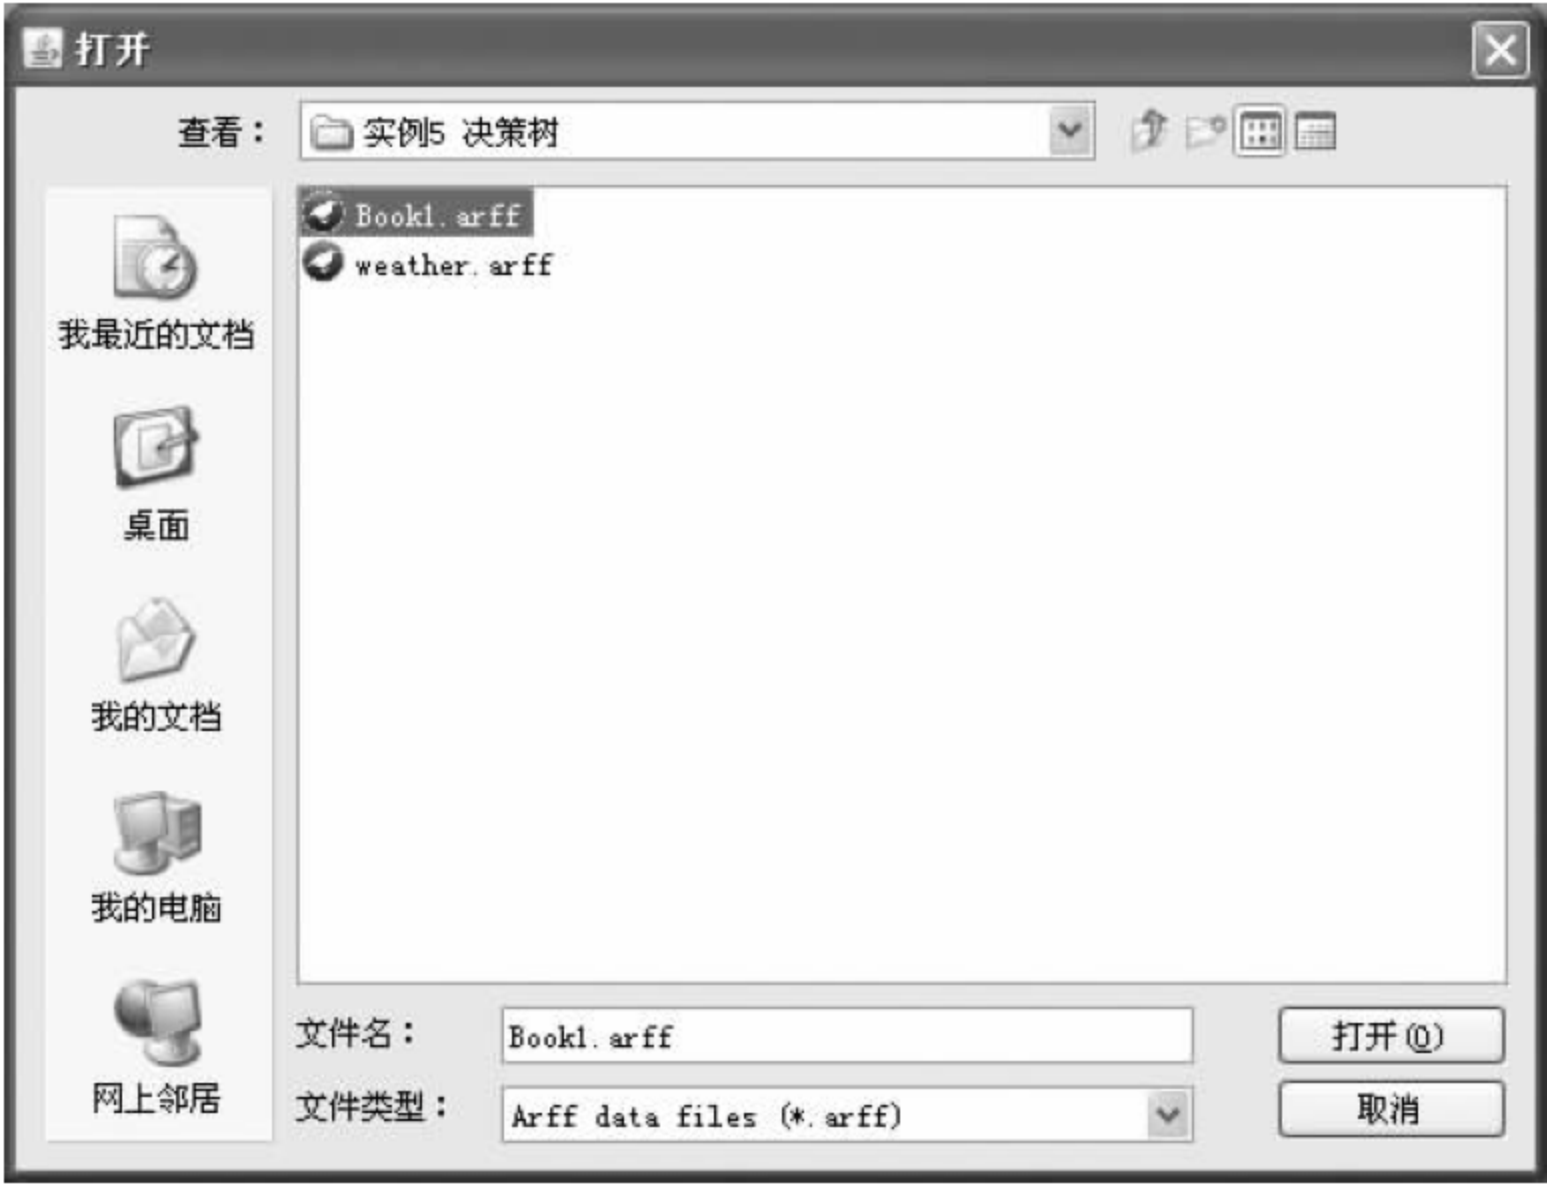 打开
查看：
实例5 决策树
Book1.arff
weather.arff
我最近的文档
桌面
我的文档
我的电脑
网上邻居
文件名：
Book1.arff
打开(O)
文件类型：
Arff data files (*.arff)
取消